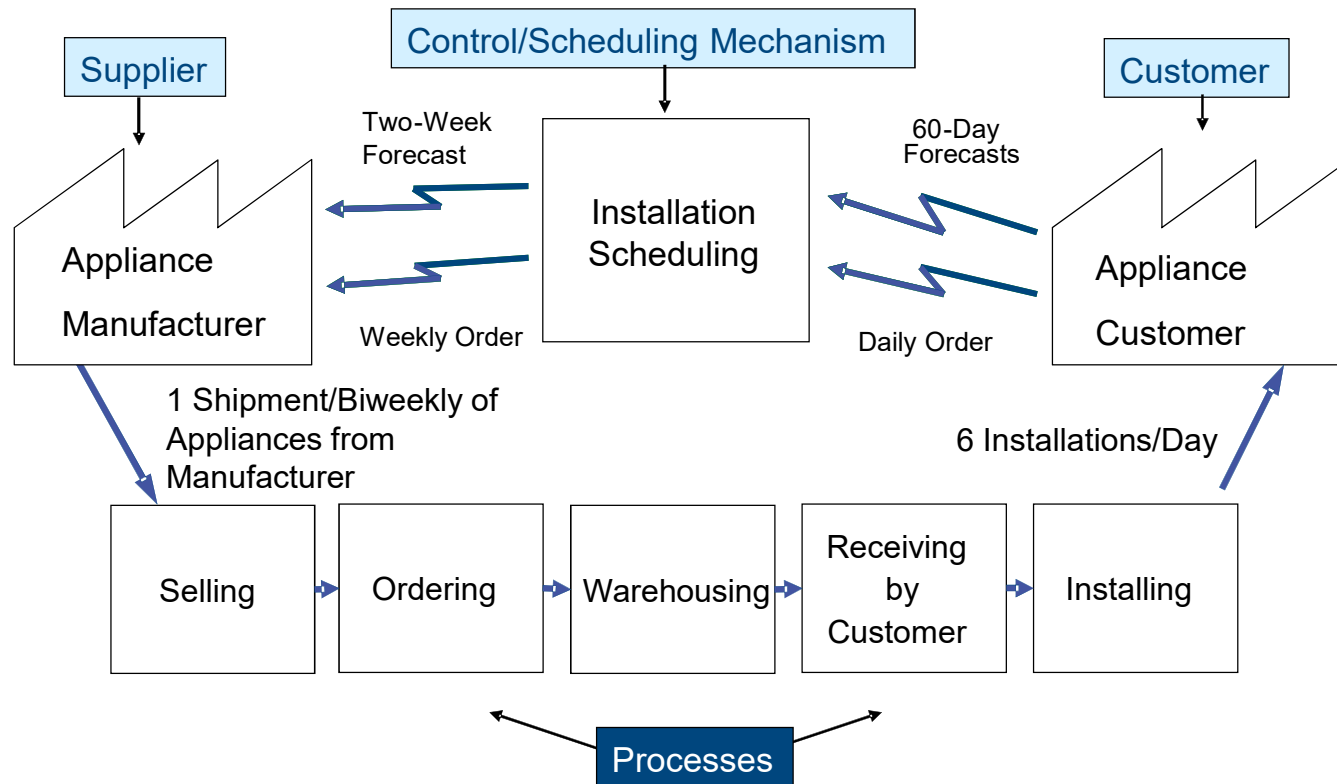 Control/Scheduling Mechanism
Supplier
Customer
Two-Week
Forecast
60-Day
Forecasts
Installation
Scheduling
Appliance
Manufacturer
Appliance
Customer
Weekly Order
Daily Order
1 Shipment/Biweekly of
Appliances from
Manufacturer
6 Installations/Day
Selling
Ordering
Warehousing
Receiving
by
Customer
Installing
Processes